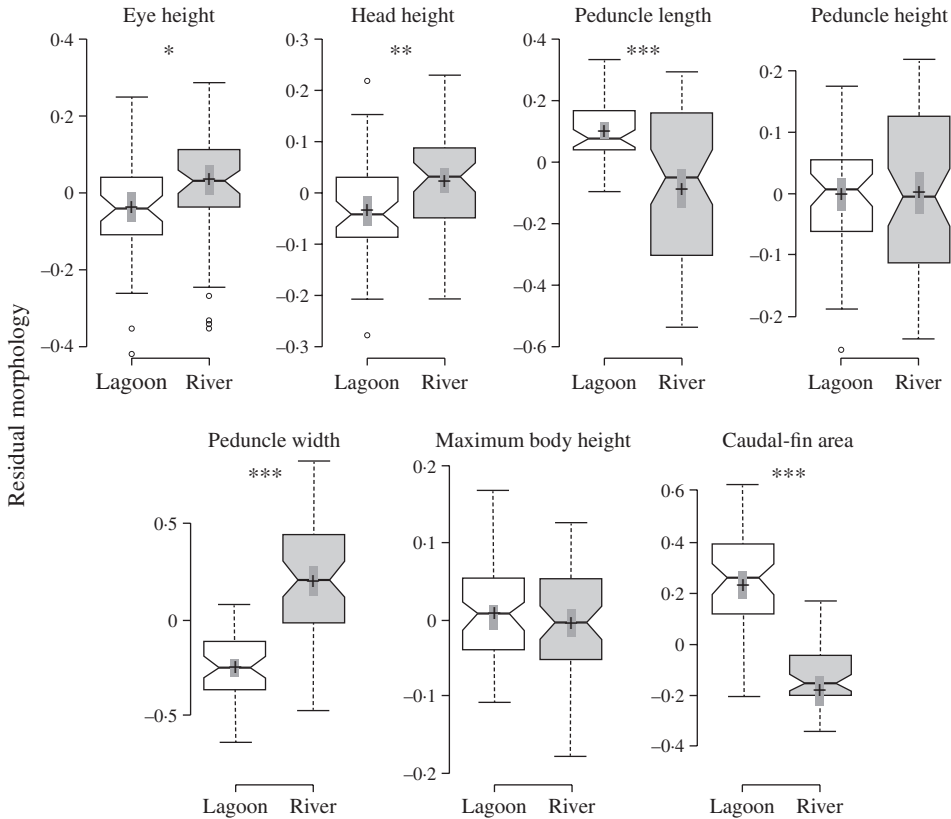 Eye height
Head height
Peduncle length
Peduncle height
*
**
***
0·4
0·2
0
–0·2
–0·4
0·3
0·2
0·1
0
–0·1
–0·2
–0·3
0·4
0·2
0
–0·2
–0·4
–0·6
0·2
0·1
0
–0·1
–0·2
Lagoon River
Lagoon River
Lagoon River
Lagoon River
Residual morphology
Peduncle width
Maximum body height
Caudal-fin area
***
***
0·5
0
–0·5
0·2
0·1
0
–0·1
–0·2
0·6
0·4
0·2
0
–0·2
–0·4
Lagoon River
Lagoon River
Lagoon River